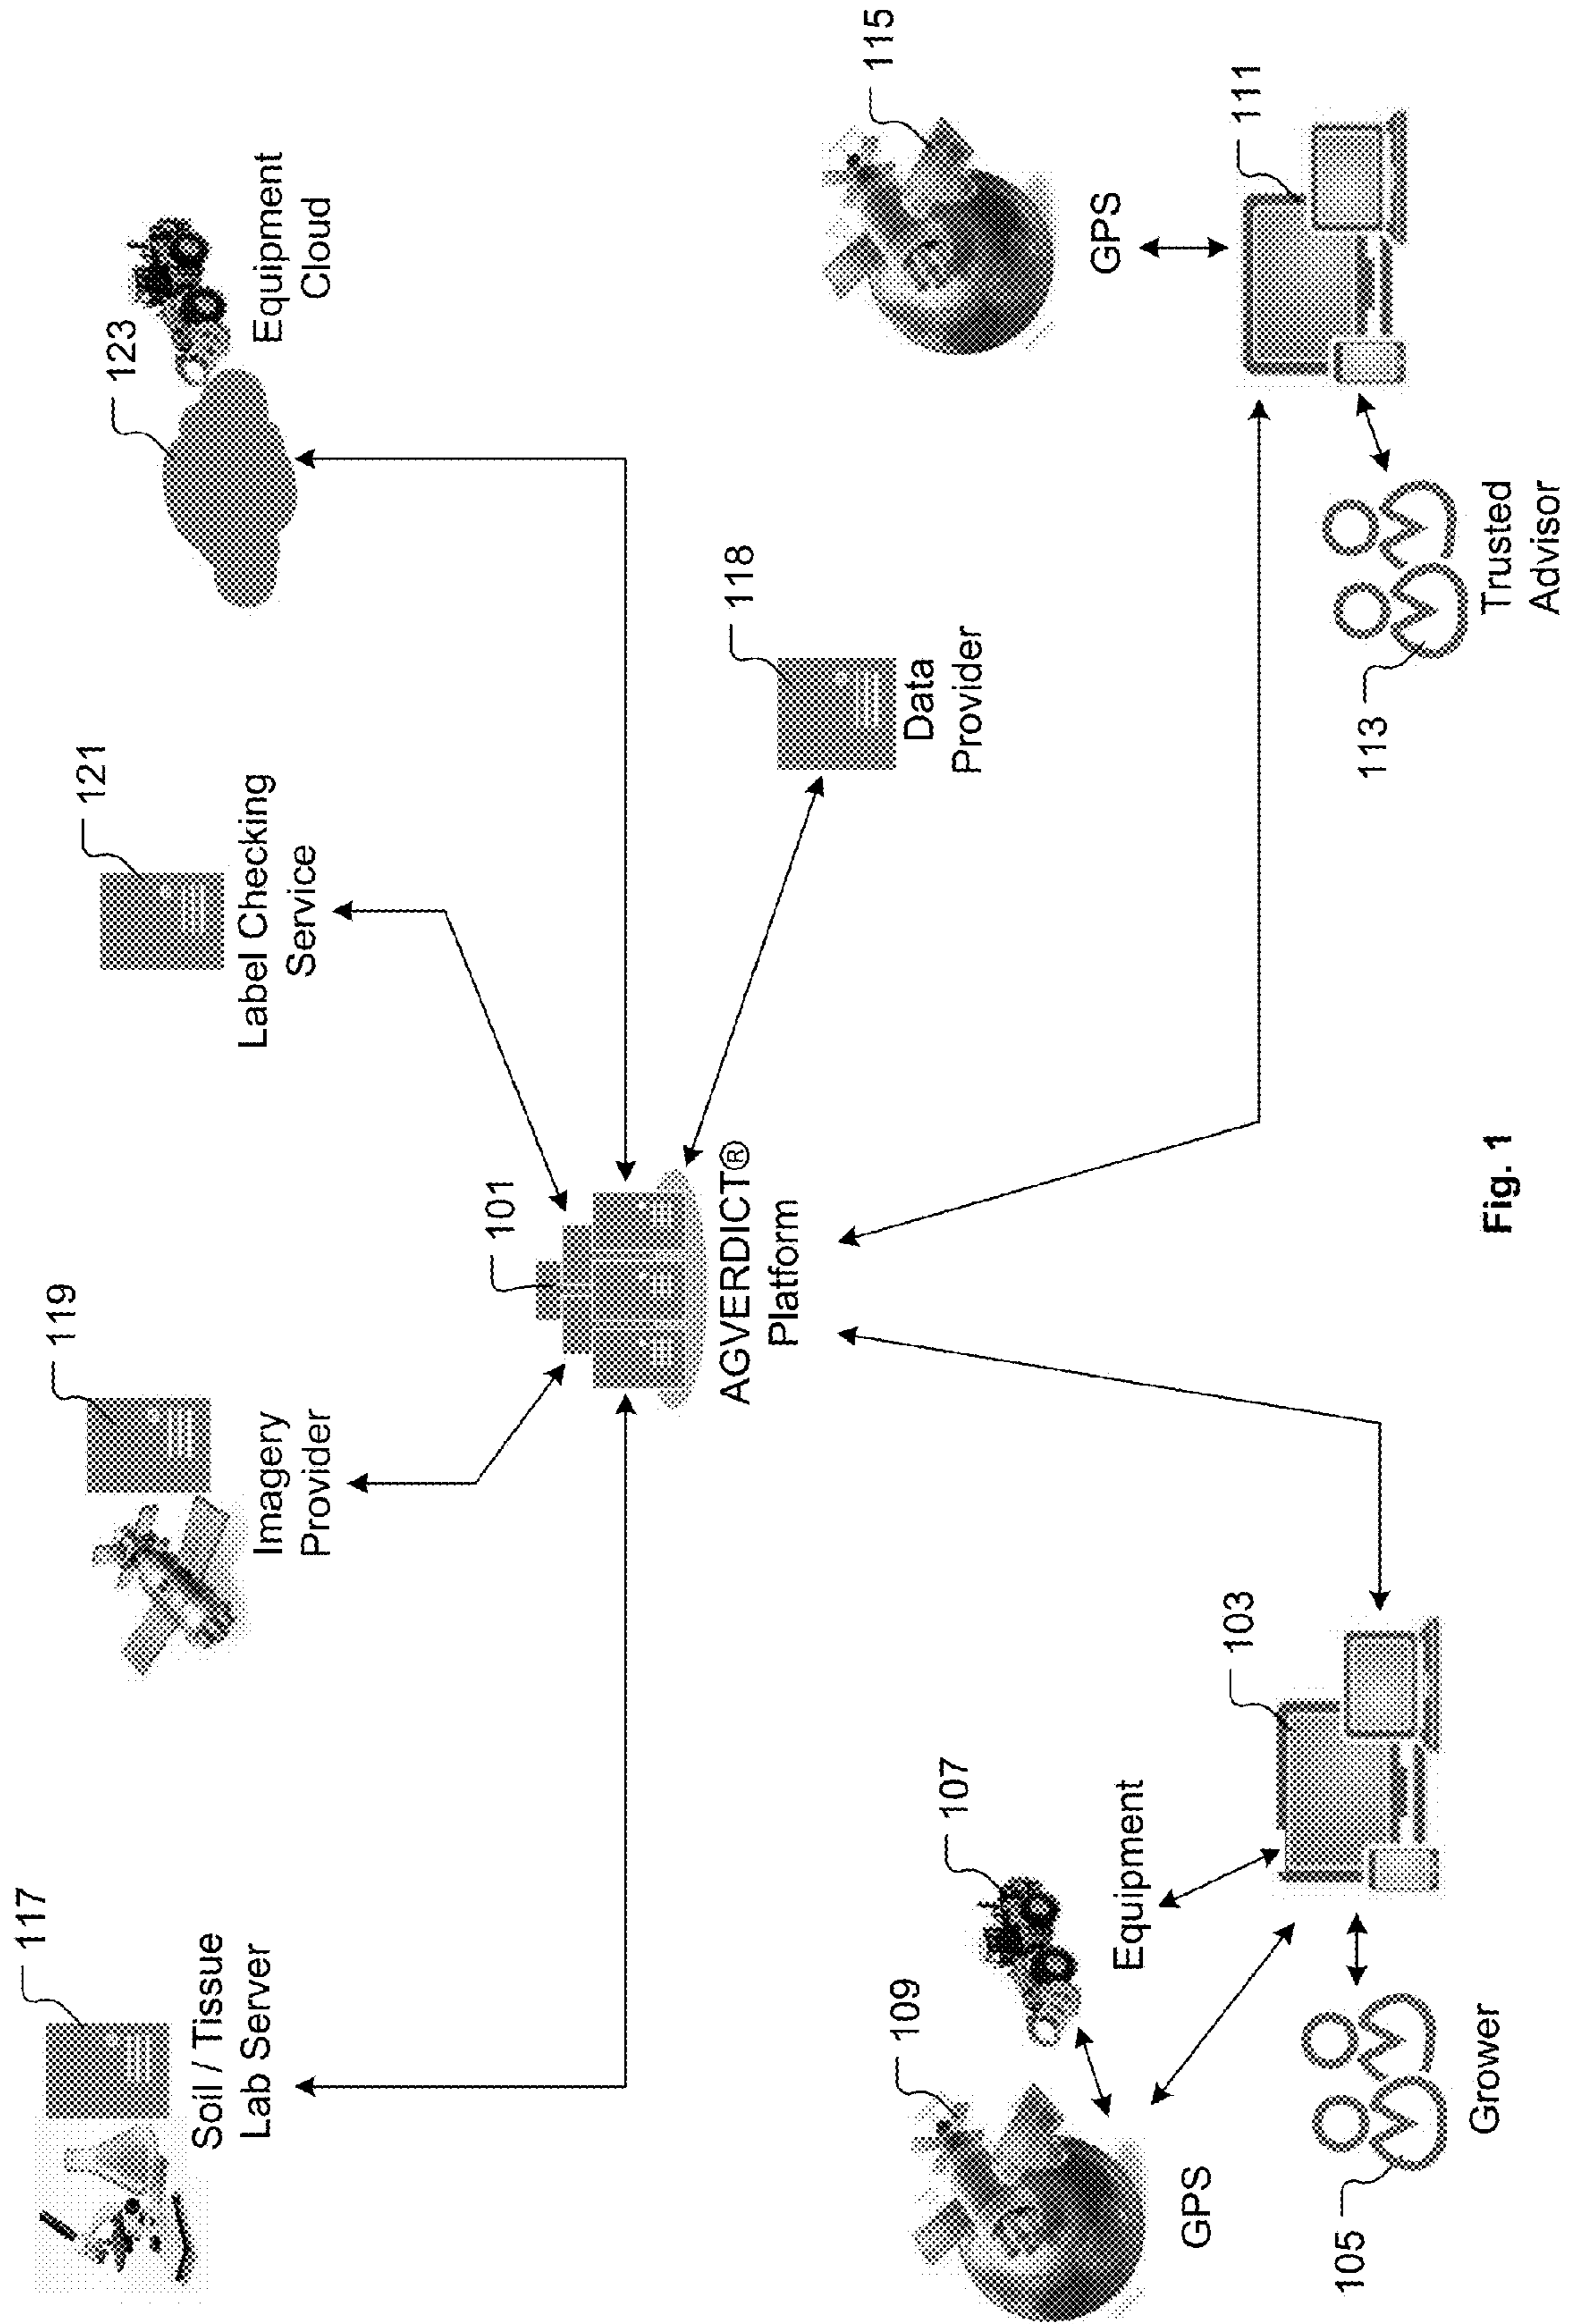 117
Soil / Tissue
Lab Server
119
Imagery
Provider
121
Label Checking
Service
123
Equipment
Cloud
101
AGVERDICT®
Platform
118
Data
Provider
109
GPS
107
Equipment
103
105
Grower
115
GPS
111
113
Trusted
Advisor
Fig. 1